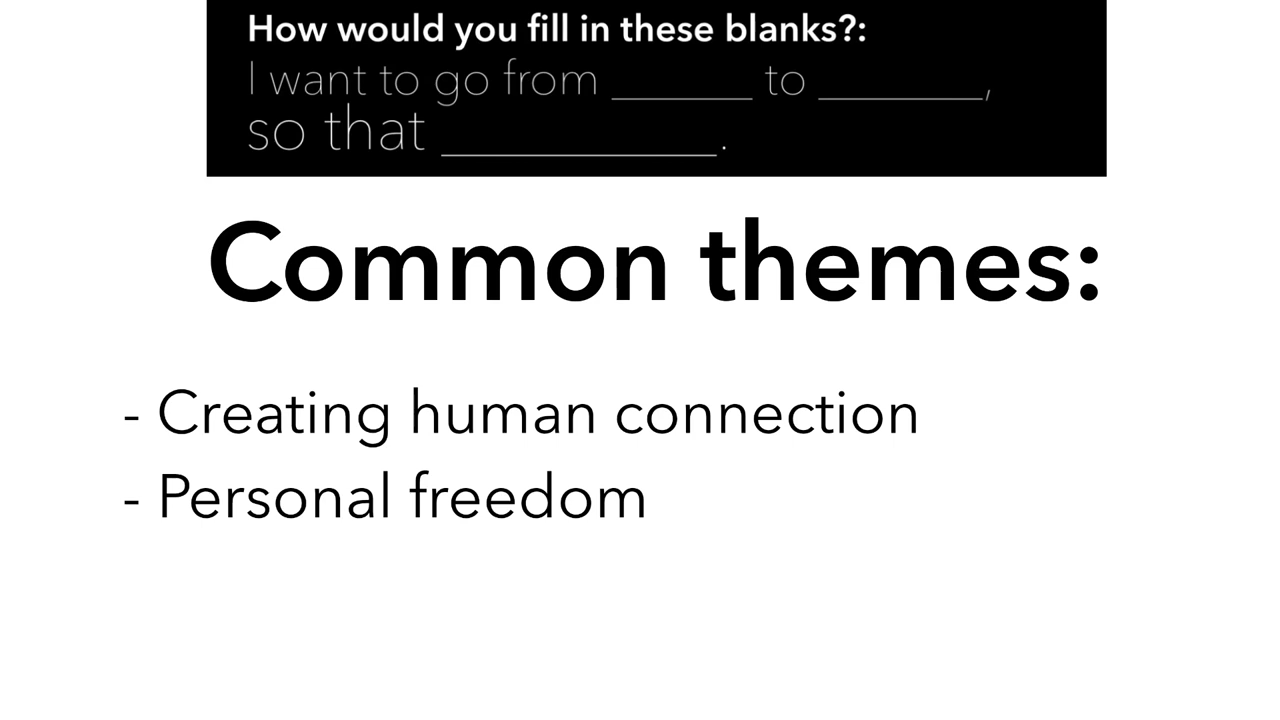 How would you fill in these blanks?:
I want to go from ______ to _______,
so that __________.
Common themes:
- Creating human connection
- Personal freedom